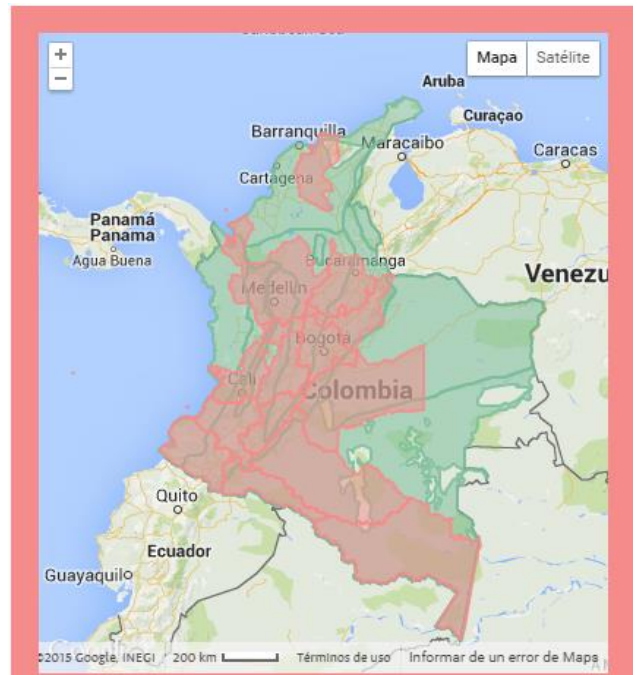 +
−
Mapa
Satélite
Aruba
Curaçao
Barranquilla
Maracaibo
Caracas
Cartagena
Panamá
Panama
Agua Buena
Bucaramanga
Venezu
Medellín
Bogotá
Cali
Colombia
Quito
Ecuador
Guayaquil
©2015 Google, INEGI
200 km
Términos de uso
Informar de un error de Maps